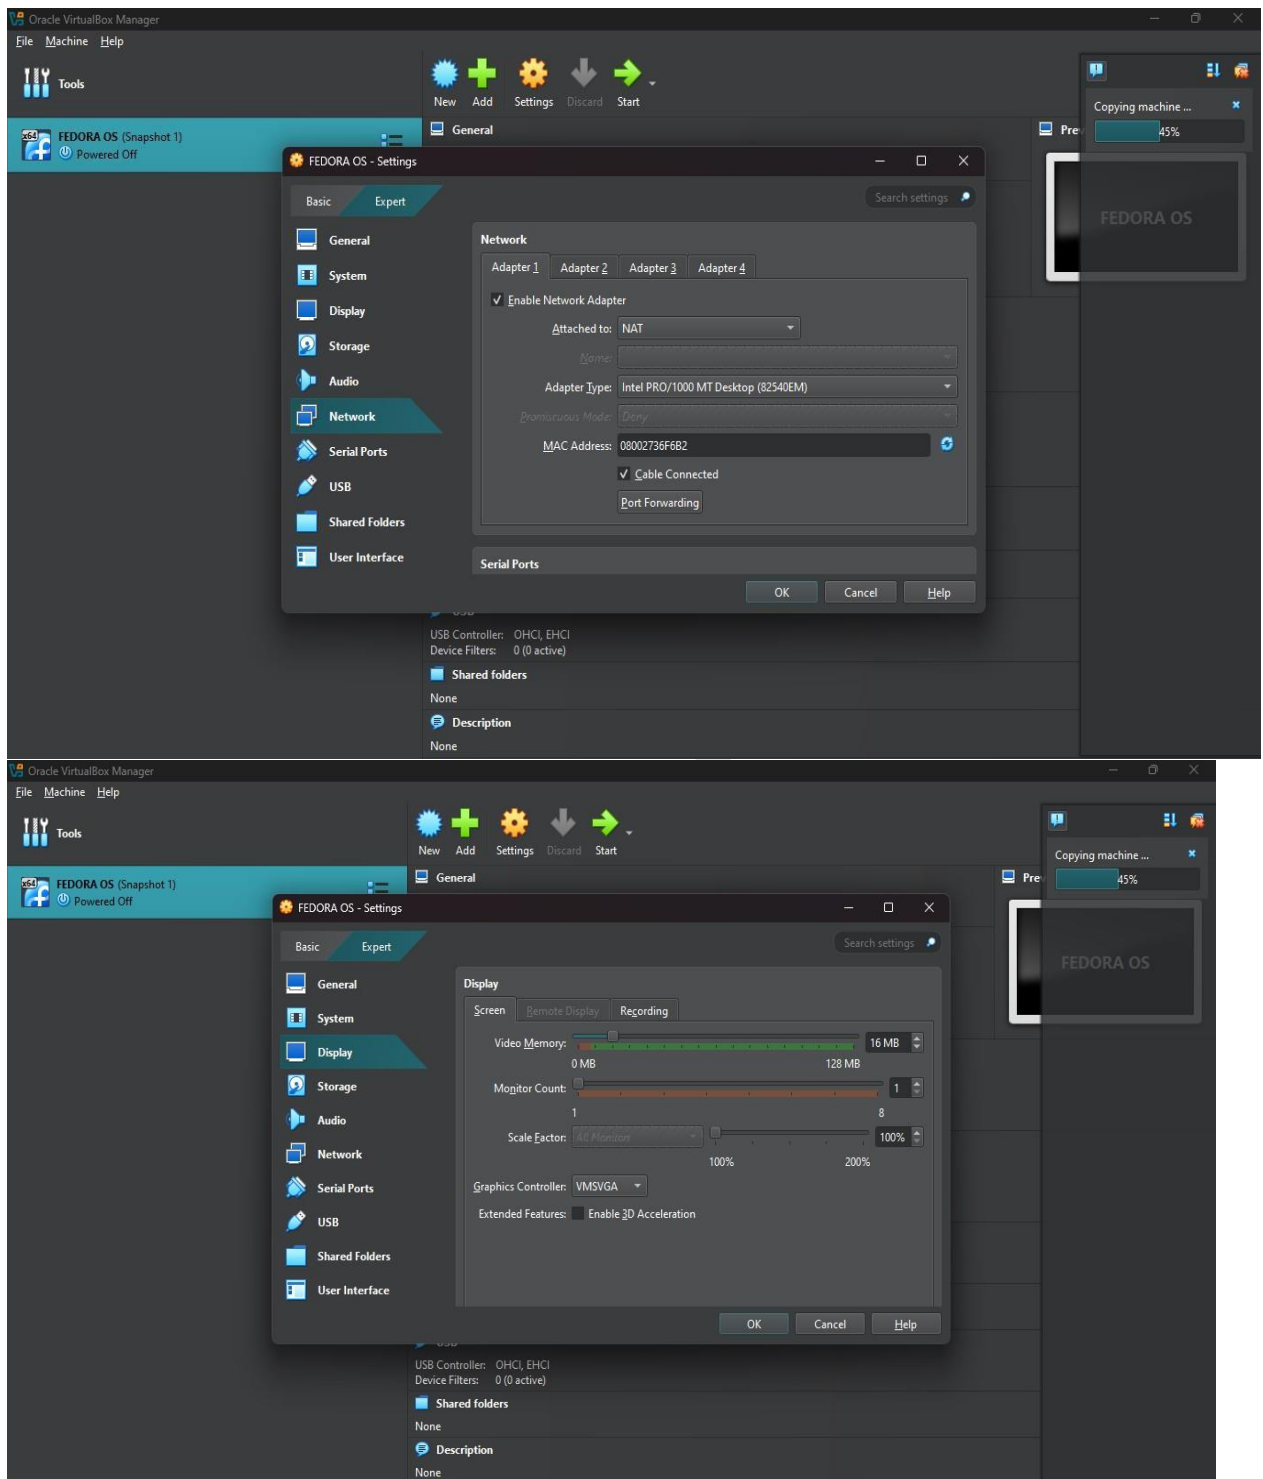 Oracle VirtualBox Manager
File Machine Help
Tools
New Add Settings Discard Start
FEDORA OS (Snapshot 1)
Powered Off
General
Copying machine ...
45%
FEDORA OS
FEDORA OS - Settings
Basic Expert
Search settings
General
System
Display
Storage
Audio
Network
Serial Ports
USB
Shared Folders
User Interface
Network
Adapter 1 Adapter 2 Adapter 3 Adapter 4
Enable Network Adapter
Attached to: NAT
Name:
Adapter Type: Intel PRO/1000 MT Desktop (82540EM)
Promiscuous Mode: Deny
MAC Address: 08002736F6B2
Cable Connected
Port Forwarding
Serial Ports
OK Cancel Help
USB Controller: OHCI, EHCI
Device Filters: 0 (0 active)
Shared folders
None
Description
None
Oracle VirtualBox Manager
File Machine Help
Tools
New Add Settings Discard Start
FEDORA OS (Snapshot 1)
Powered Off
General
Copying machine ...
45%
FEDORA OS
FEDORA OS - Settings
Basic Expert
Search settings
General
System
Display
Storage
Audio
Network
Serial Ports
USB
Shared Folders
User Interface
Display
Screen Remote Display Recording
Video Memory: 16 MB
0 MB 128 MB
Monitor Count: 1
1 8
Scale Factor: All Monitors 100%
100% 200%
Graphics Controller: VMSVGA
Extended Features: Enable 3D Acceleration
OK Cancel Help
USB Controller: OHCI, EHCI
Device Filters: 0 (0 active)
Shared folders
None
Description
None